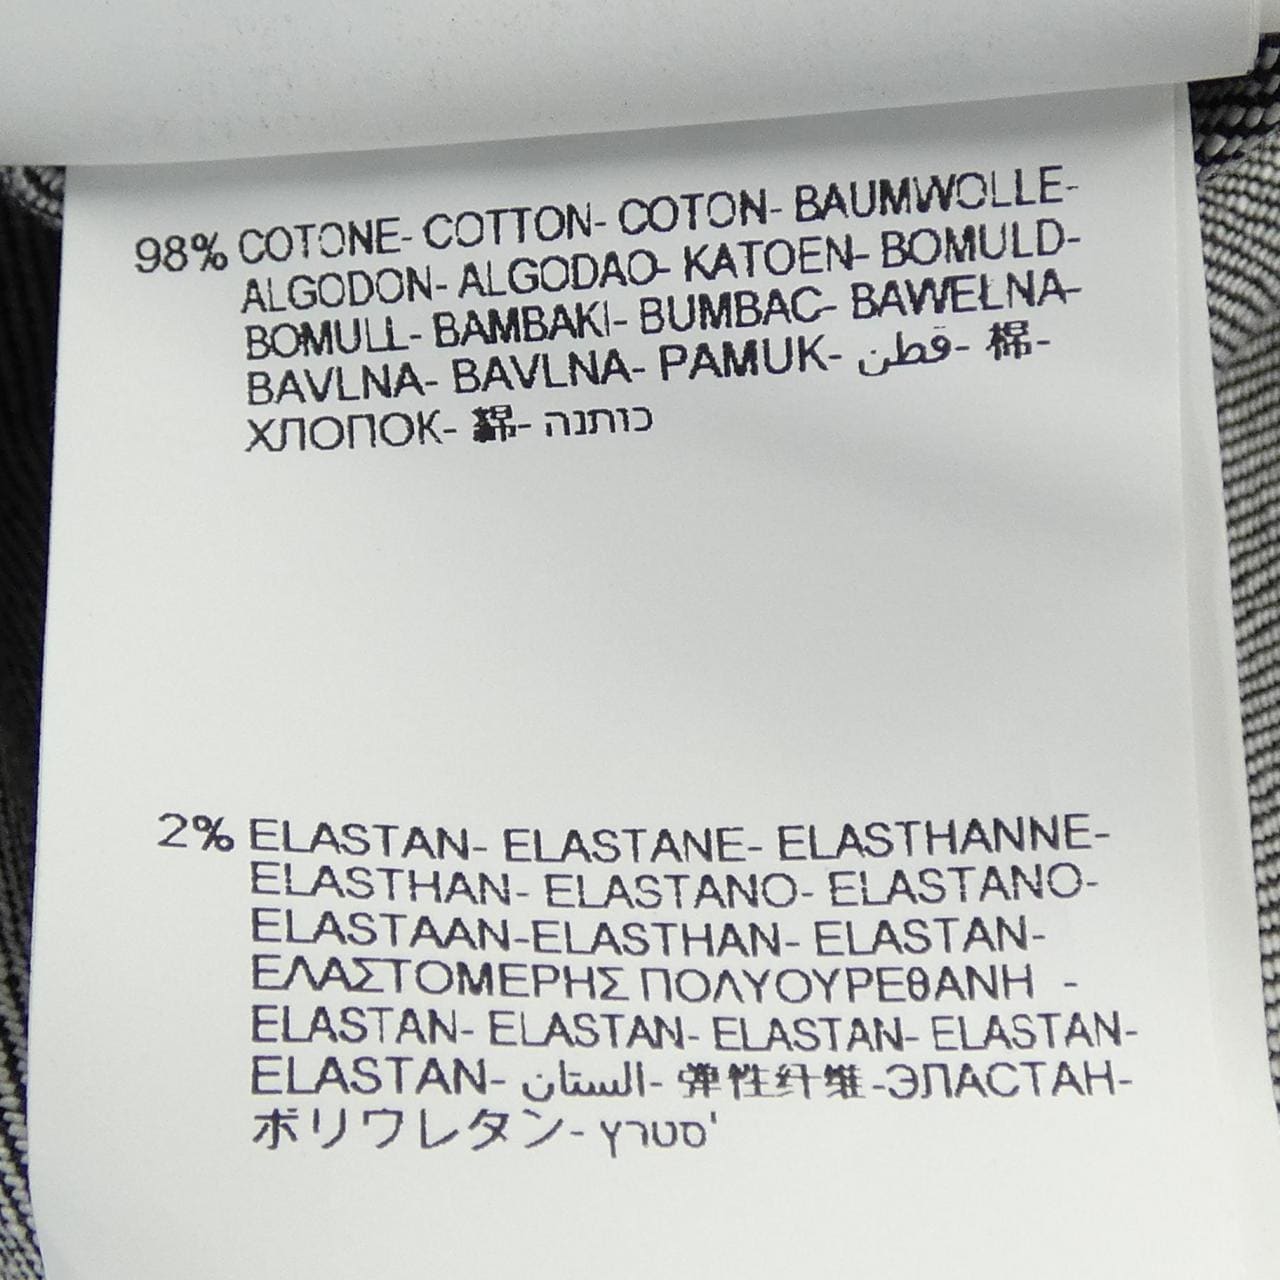 98% COTONE- COTTON- COTON- BAUMWOLLE-
ALGODON- ALGODAO- KATOEN- BOMULD-
BOMULL- BAMBAKI- BUMBAC- BAWEŁNA-
BAVLNA- BAVLNA- PAMUK- قطن- 棉-
ХЛОПОК- 綿- כותנה
2% ELASTAN- ELASTANE- ELASTHANNE-
ELASTHAN- ELASTANO- ELASTANO-
ELASTAAN-ELASTHAN- ELASTAN-
ΕΛΑΣΤΟΜΕΡΗΣ ΠΟΛΥΟΥΡΕΘΑΝΗ -
ELASTAN- ELASTAN- ELASTAN- ELASTAN-
ELASTAN- الستان- 弹性纤维-ЭЛАСТАН-
ポリウレタン- סטרץ'